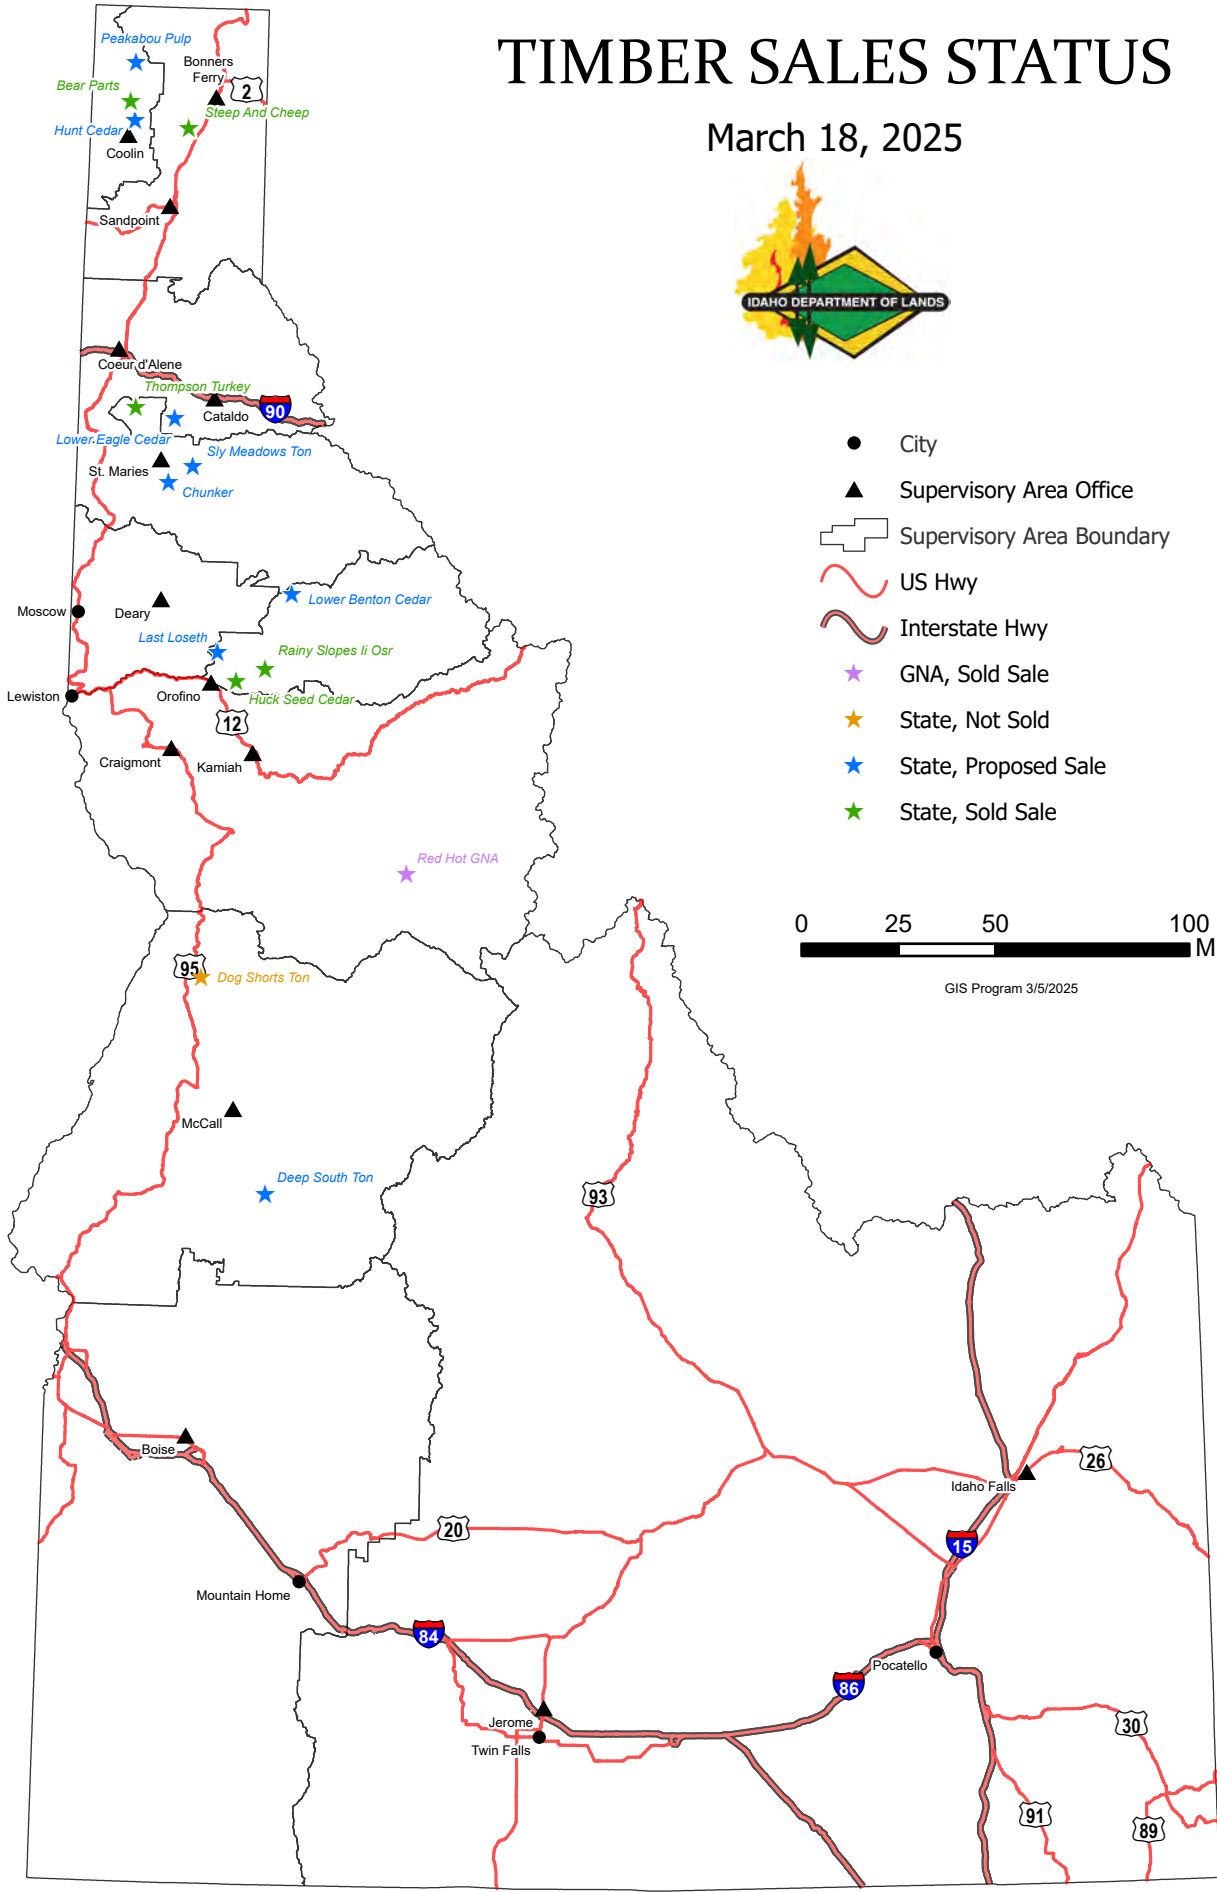 TIMBER SALES STATUS
March 18, 2025
IDAHO DEPARTMENT OF LANDS
Peakabou Pulp
Bonners
Ferry
2
Bear Parts
Steep And Cheep
Hunt Cedar
Coolin
Sandpoint
Coeur d'Alene
Thompson Turkey
90
Cataldo
Lower Eagle Cedar
Sly Meadows Ton
St. Maries
Chunker
Lower Benton Cedar
Moscow
Deary
Last Loseth
Rainy Slopes Ii Osr
Lewiston
Orofino
Huck Seed Cedar
12
Craigmont
Kamiah
Red Hot GNA
95
Dog Shorts Ton
McCall
Deep South Ton
93
Boise
Idaho Falls
26
20
15
Mountain Home
84
Pocatello
86
Jerome
Twin Falls
30
91
89
City
Supervisory Area Office
Supervisory Area Boundary
US Hwy
Interstate Hwy
GNA, Sold Sale
State, Not Sold
State, Proposed Sale
State, Sold Sale
0 25 50 100
M
GIS Program 3/5/2025